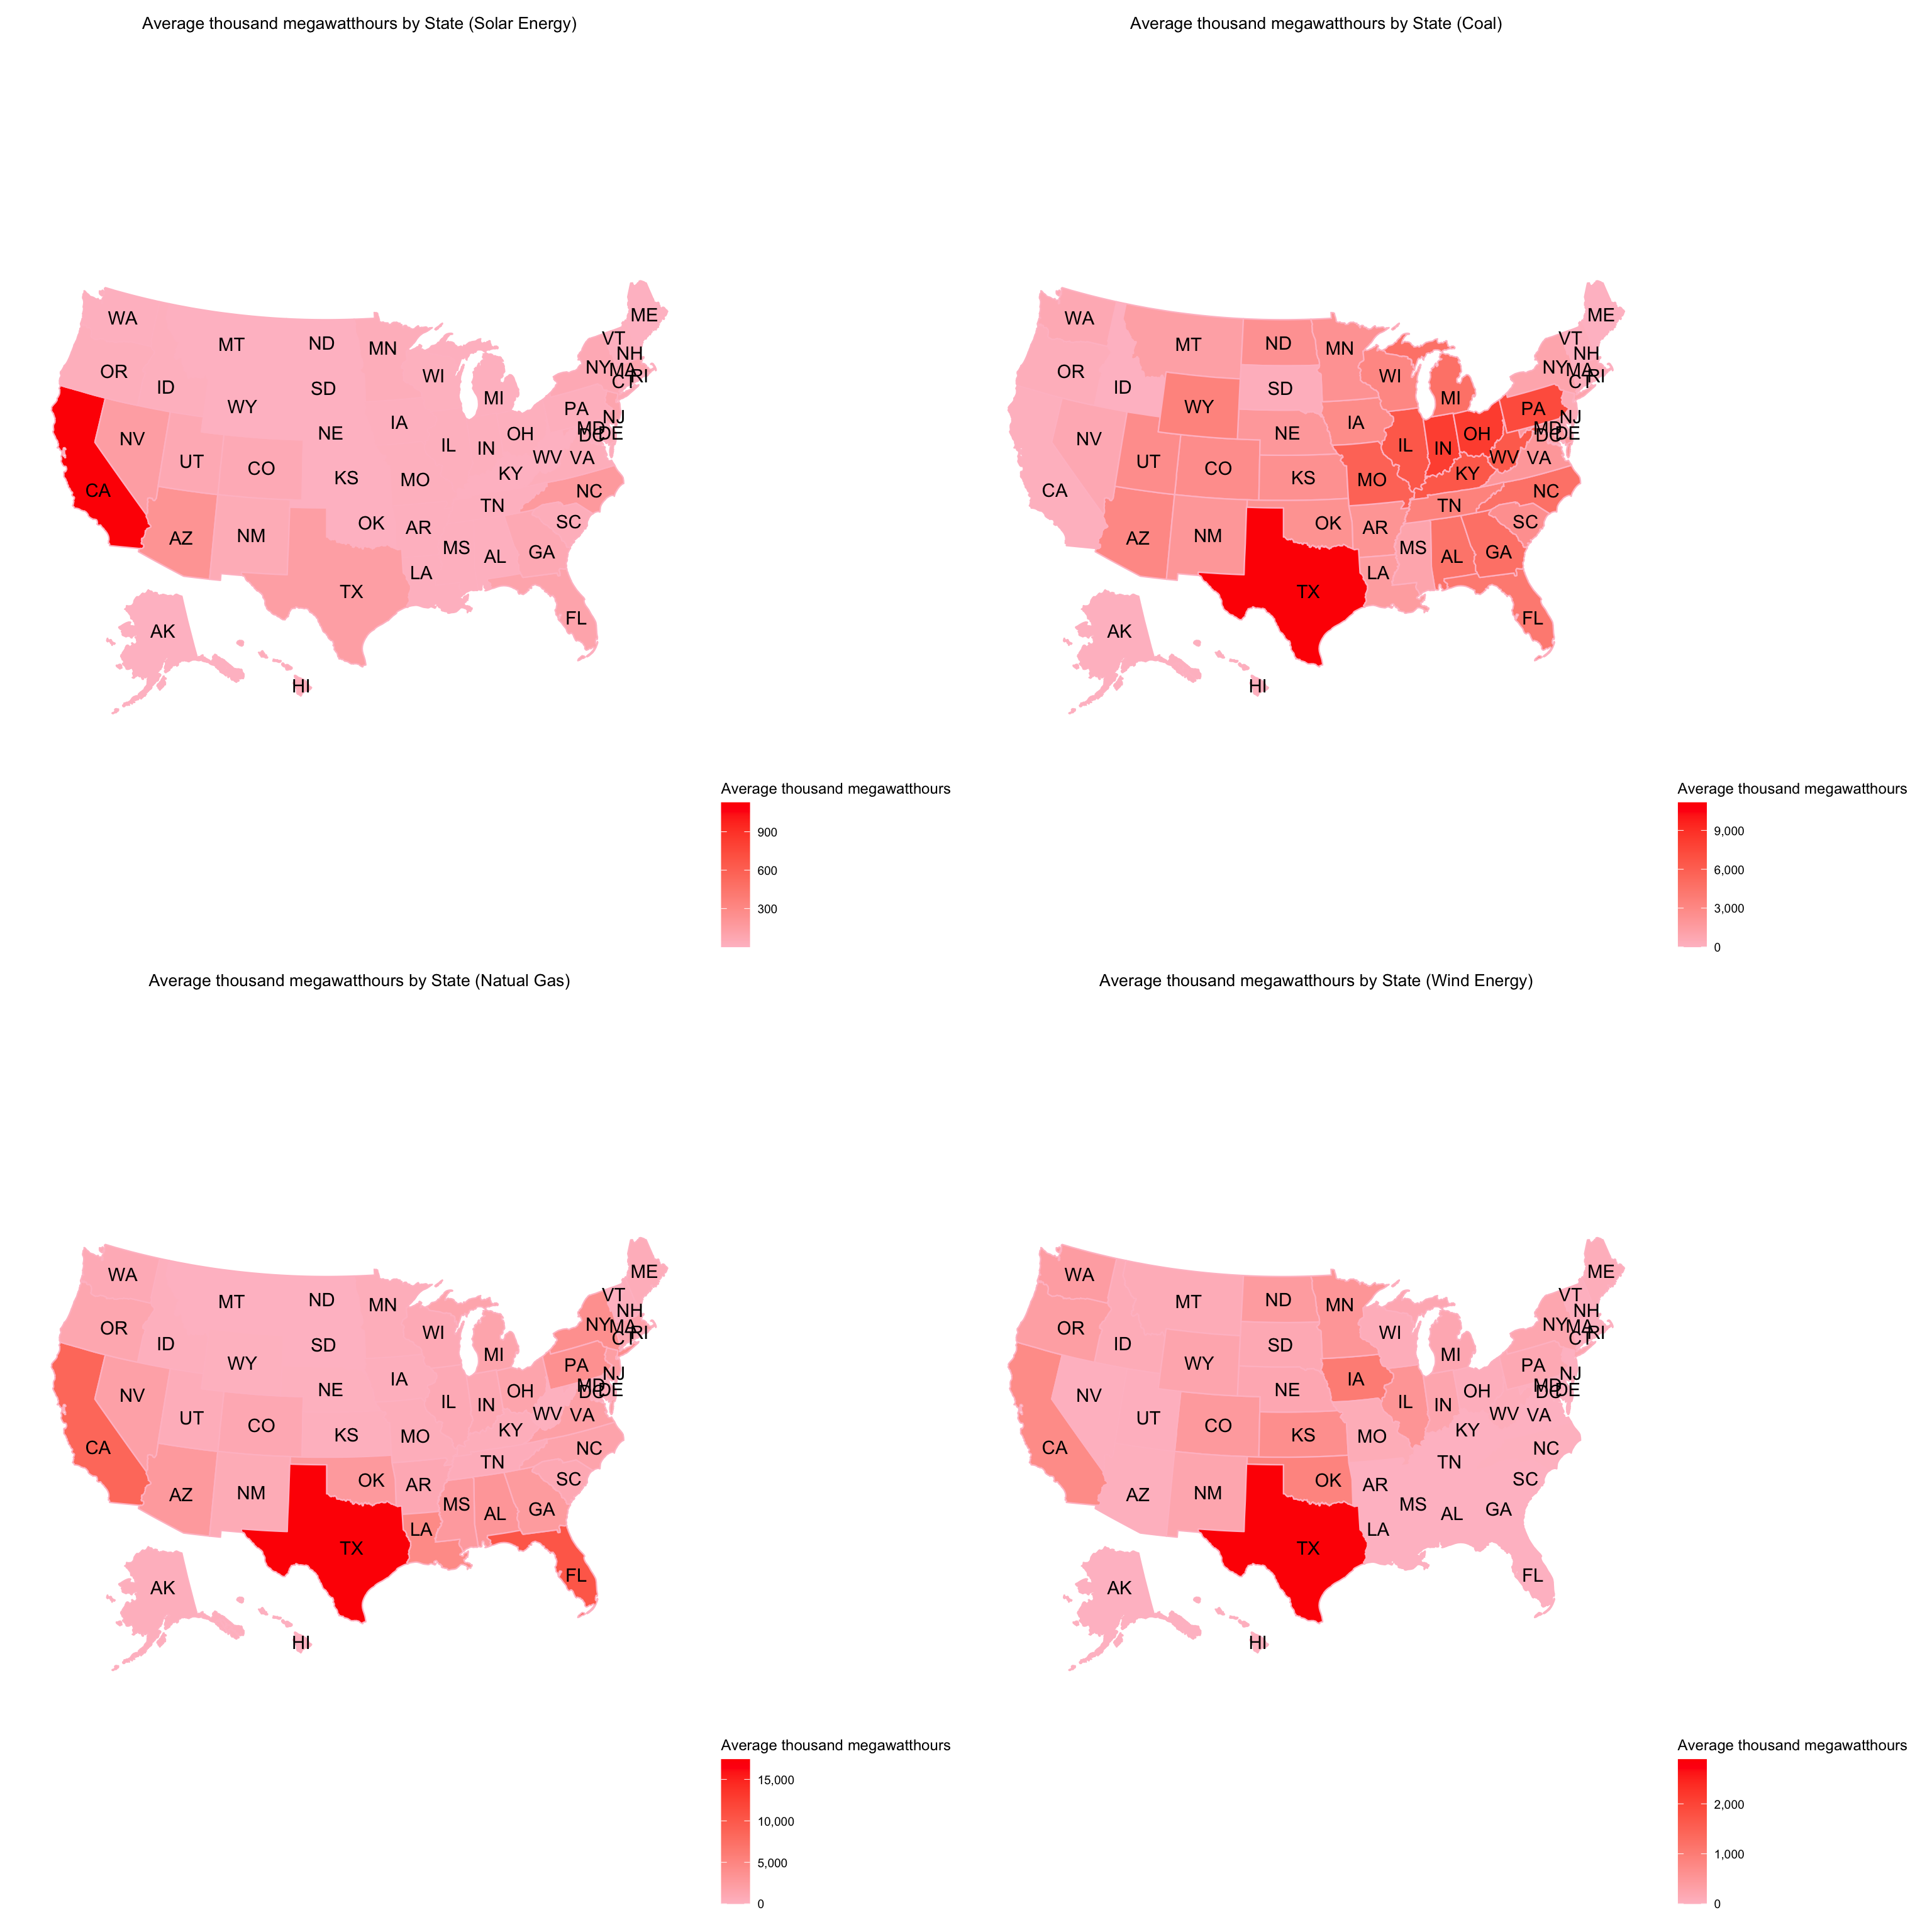 Average thousand megawatthours by State (Solar Energy)
WA
MT
ND
MN
ME
VT
NH
OR
ID
SD
WI
NY
MA
CT
RI
WY
MI
PA
NJ
NV
NE
IA
OH
MD
DC
DE
UT
CO
IL
IN
WV
VA
CA
KS
MO
KY
NC
AZ
NM
OK
AR
TN
SC
MS
AL
GA
TX
LA
FL
AK
HI
Average thousand megawatthours
900
600
300
Average thousand megawatthours by State (Coal)
WA
MT
ND
MN
ME
VT
NH
OR
ID
SD
WI
NY
MA
CT
RI
WY
MI
PA
NJ
NV
NE
IA
OH
MD
DC
DE
UT
CO
IL
IN
WV
VA
CA
KS
MO
KY
NC
AZ
NM
OK
AR
TN
SC
MS
AL
GA
TX
LA
FL
AK
HI
Average thousand megawatthours
9,000
6,000
3,000
0
Average thousand megawatthours by State (Natual Gas)
WA
MT
ND
MN
ME
VT
NH
OR
ID
SD
WI
NY
MA
CT
RI
WY
MI
PA
NJ
NV
NE
IA
OH
MD
DC
DE
UT
CO
IL
IN
WV
VA
CA
KS
MO
KY
NC
AZ
NM
OK
AR
TN
SC
MS
AL
GA
TX
LA
FL
AK
HI
Average thousand megawatthours
15,000
10,000
5,000
0
Average thousand megawatthours by State (Wind Energy)
WA
MT
ND
MN
ME
VT
NH
OR
ID
SD
WI
NY
MA
CT
RI
WY
MI
PA
NJ
NV
NE
IA
OH
MD
DC
DE
UT
CO
IL
IN
WV
VA
CA
KS
MO
KY
NC
AZ
NM
OK
AR
TN
SC
MS
AL
GA
TX
LA
FL
AK
HI
Average thousand megawatthours
2,000
1,000
0